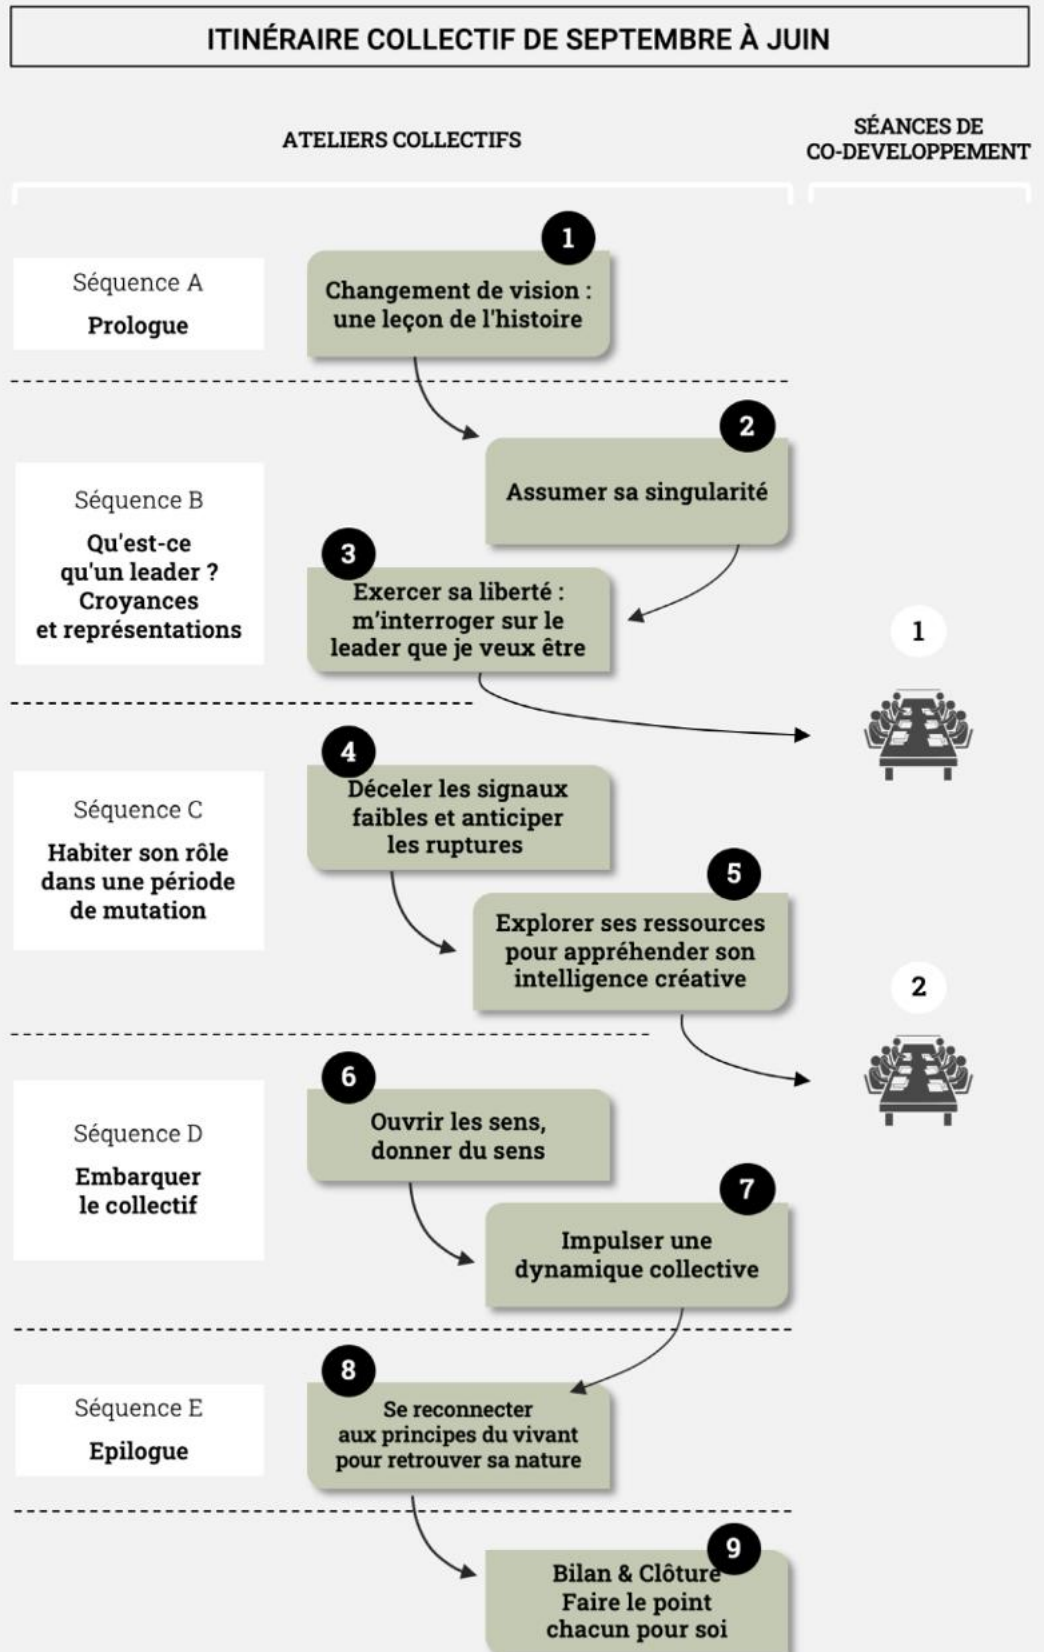 ITINÉRAIRE COLLECTIF DE SEPTEMBRE À JUIN
ATELIERS COLLECTIFS
SÉANCES DE
CO-DEVELOPPEMENT
Séquence A
Prologue
1
Changement de vision :
une leçon de l'histoire
Séquence B
Qu'est-ce
qu'un leader ?
Croyances
et représentations
2
Assumer sa singularité
3
Exercer sa liberté :
m'interroger sur le
leader que je veux être
1
Séquence C
Habiter son rôle
dans une période
de mutation
4
Déceler les signaux
faibles et anticiper
les ruptures
5
Explorer ses ressources
pour appréhender son
intelligence créative
2
Séquence D
Embarquer
le collectif
6
Ouvrir les sens,
donner du sens
7
Impulser une
dynamique collective
Séquence E
Epilogue
8
Se reconnecter
aux principes du vivant
pour retrouver sa nature
9
Bilan & Clôture
Faire le point
chacun pour soi